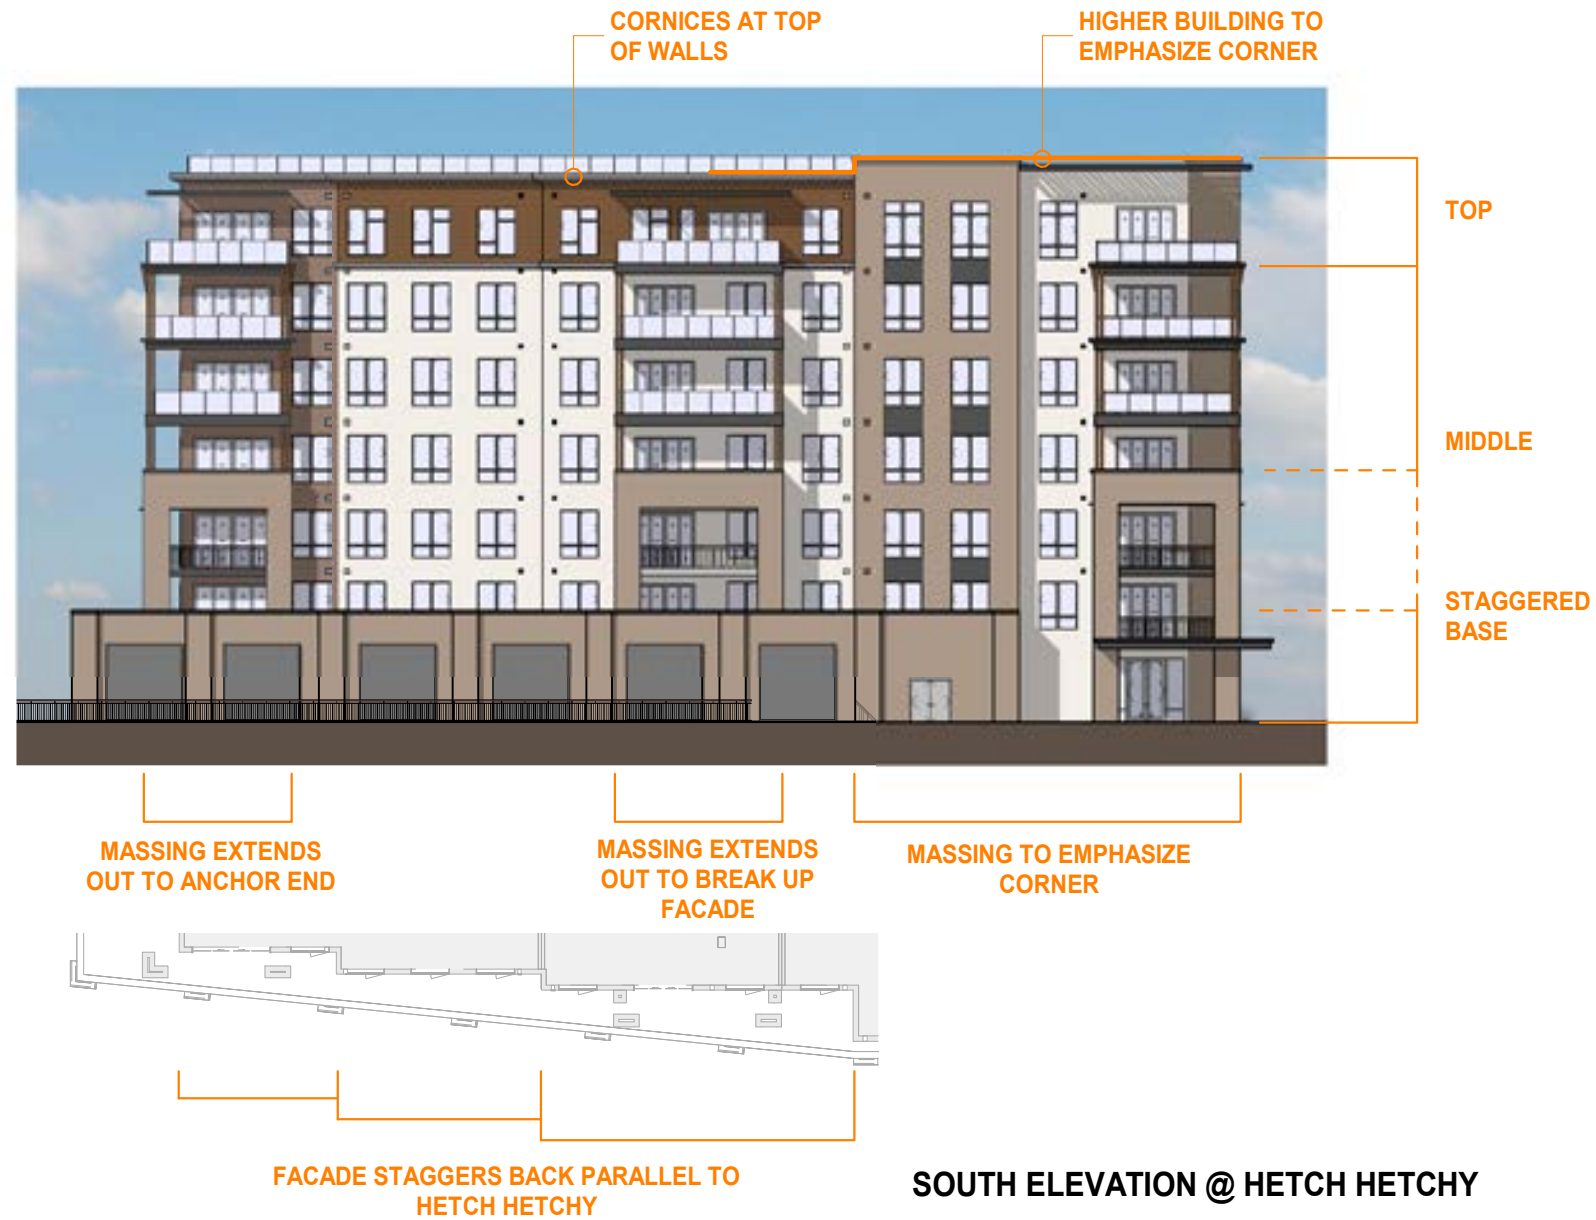 CORNICES AT TOP
OF WALLS
HIGHER BUILDING TO
EMPHASIZE CORNER
TOP
MIDDLE
STAGGERED
BASE
MASSING EXTENDS
OUT TO ANCHOR END
MASSING EXTENDS
OUT TO BREAK UP
FACADE
MASSING TO EMPHASIZE
CORNER
FACADE STAGGERS BACK PARALLEL TO
HETCH HETCHY
SOUTH ELEVATION @ HETCH HETCHY